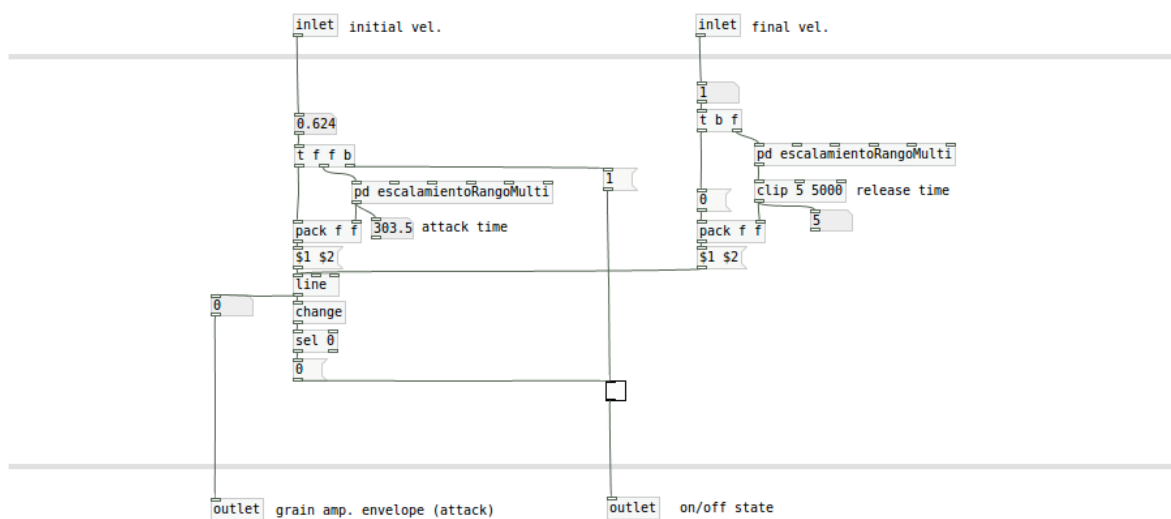 inlet initial vel.
inlet final vel.
1
0.624
t b f
t f f b
pd escalamientoRangoMulti
1
pd escalamientoRangoMulti
clip 5 5000 release time
0
5
pack f f
303.5 attack time
pack f f
$1 $2
$1 $2
line
0
change
sel 0
0
outlet grain amp. envelope (attack)
outlet on/off state